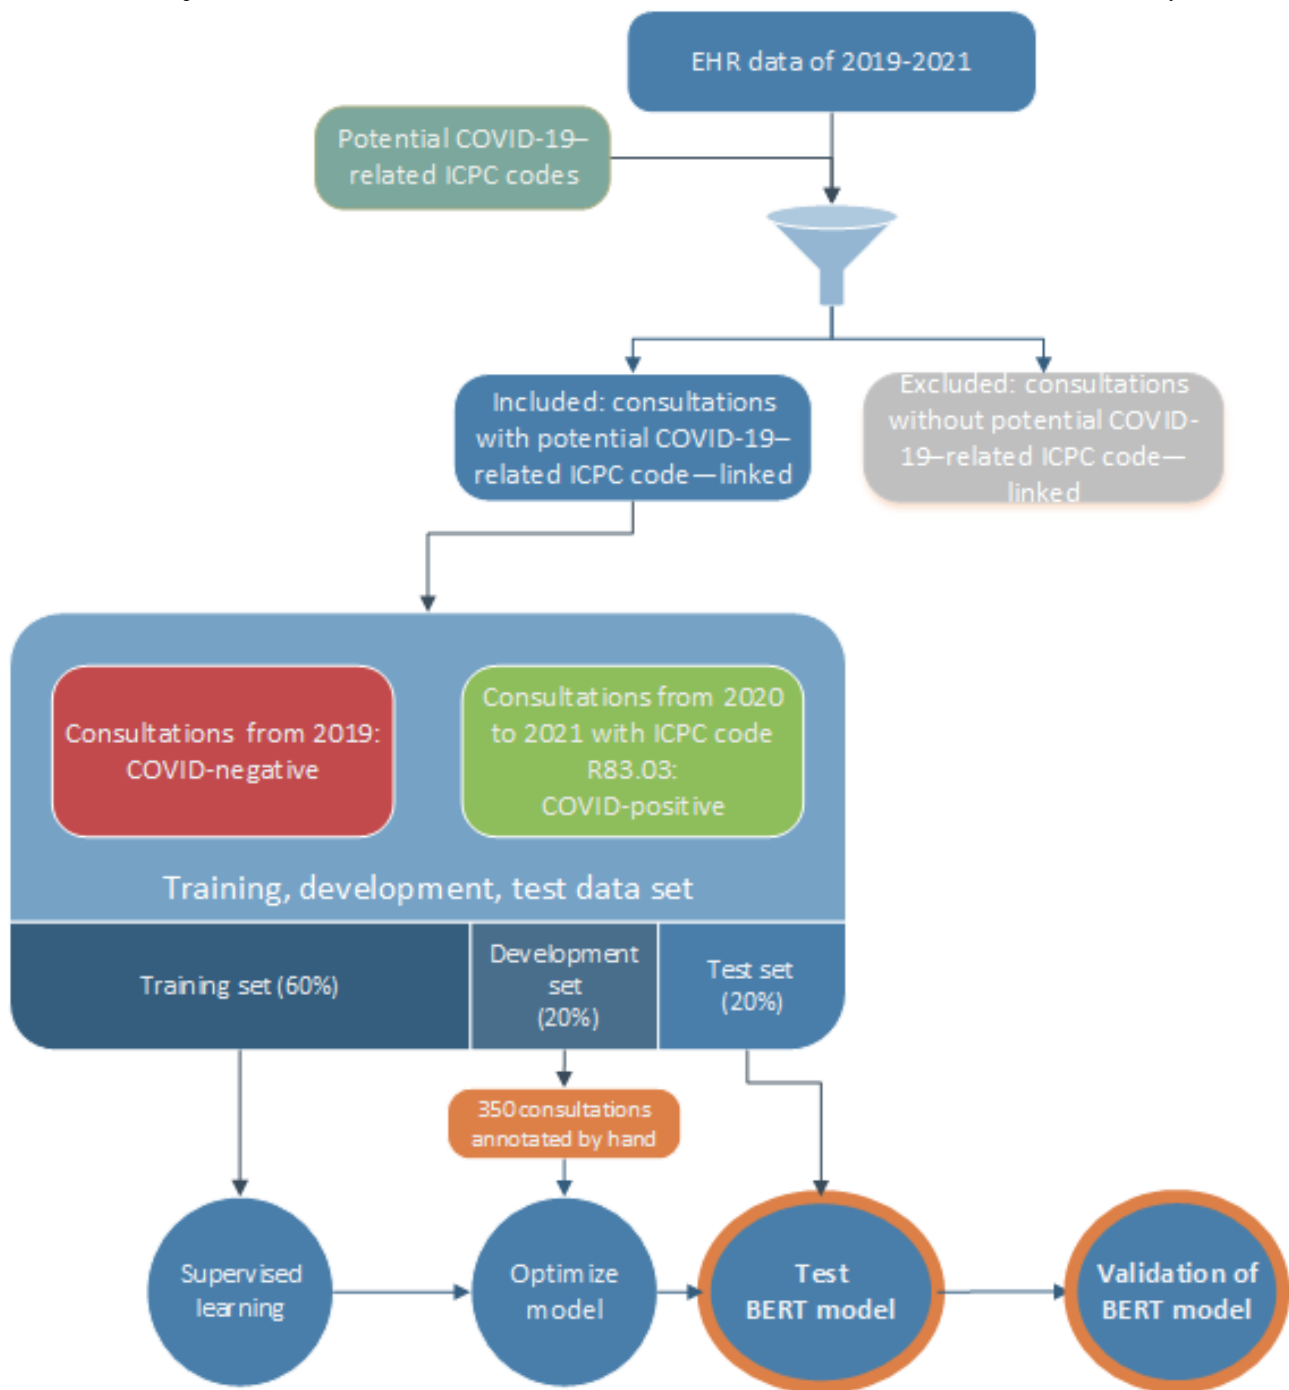 EHR data of 2019-2021
Potential COVID-19–
related ICPC codes
Included: consultations
with potential COVID-19–
related ICPC code—linked
Excluded: consultations
without potential COVID-
19–related ICPC code—
linked
Consultations from 2019:
COVID-negative
Consultations from 2020
to 2021 with ICPC code
R83.03:
COVID-positive
Training, development, test data set
Training set (60%)
Development
set
(20%)
Test set
(20%)
350 consultations
annotated by hand
Supervised
learning
Optimize
model
Test
BERT model
Validation of
BERT model